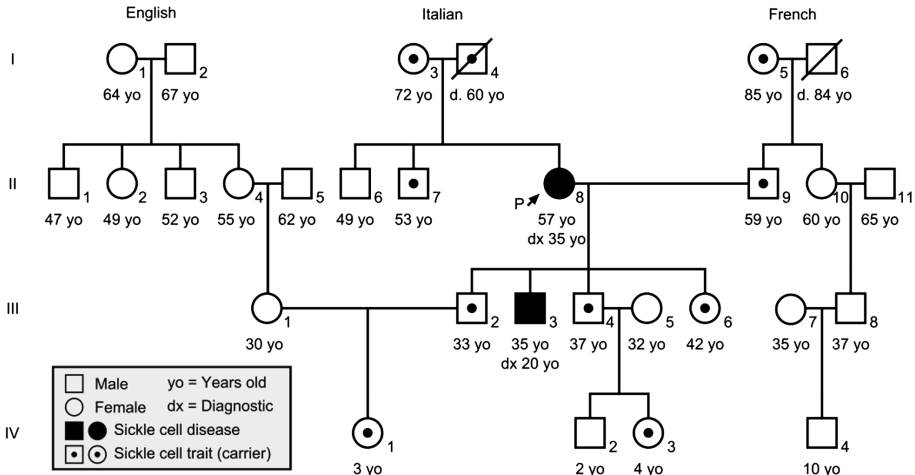 English Italian French
I 1 2 3 4 5 6
64 yo 67 yo 72 yo d. 60 yo 85 yo d. 84 yo
II 1 2 3 4 5 6 7 P 8 9 10 11
47 yo 49 yo 52 yo 55 yo 62 yo 49 yo 53 yo 57 yo 59 yo 60 yo 65 yo
dx 35 yo
III 1 2 3 4 5 6 7 8
30 yo 33 yo 35 yo 37 yo 32 yo 42 yo 35 yo 37 yo
dx 20 yo
Male yo = Years old
Female dx = Diagnostic
Sickle cell disease
Sickle cell trait (carrier)
IV 1 2 3 4
3 yo 2 yo 4 yo 10 yo